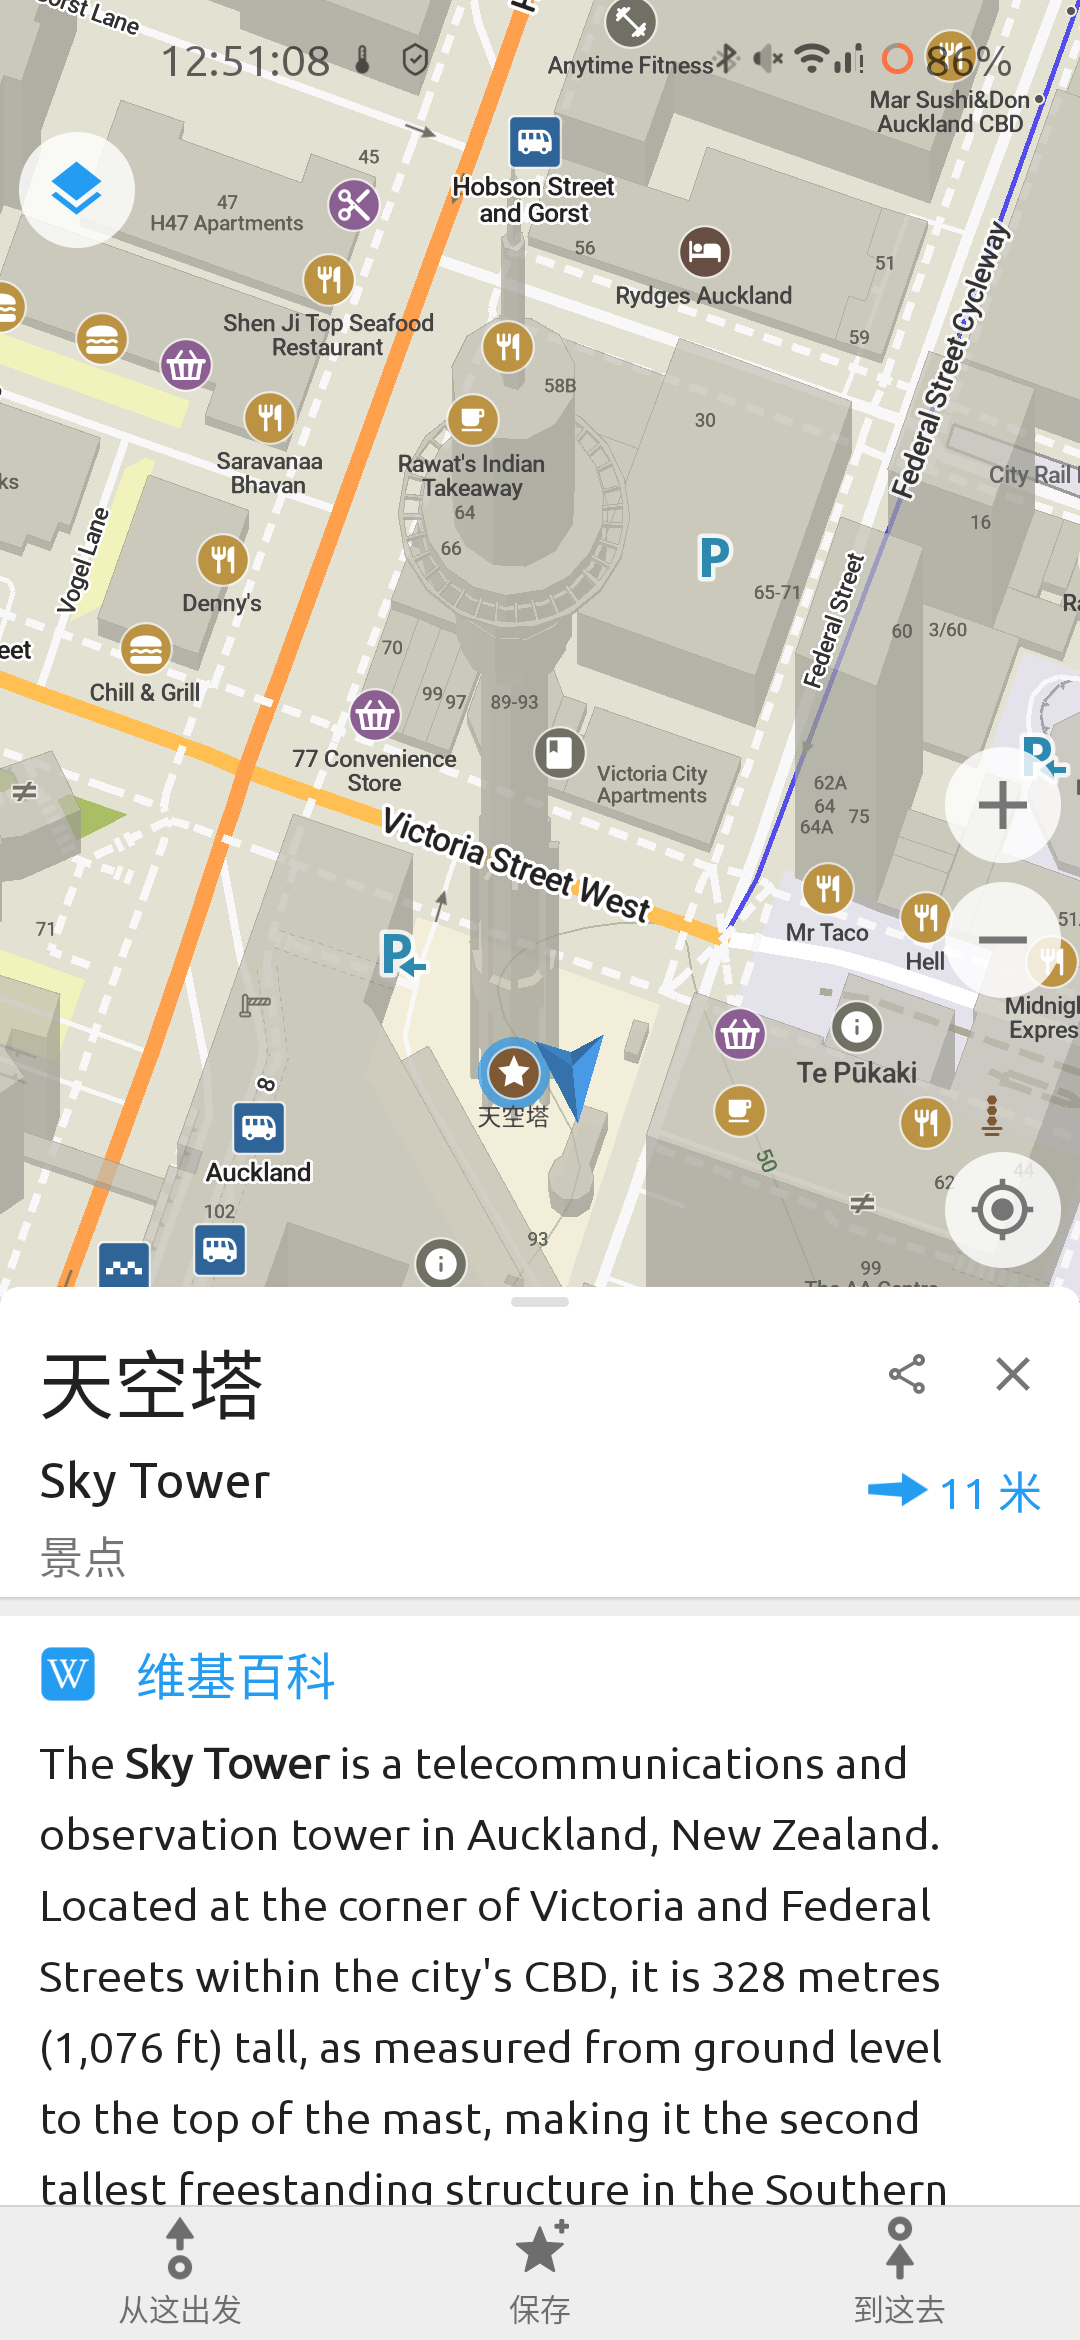 Gorst Lane
12:51:08
86%
Anytime Fitness
Mar Sushi&Don
Auckland CBD
45
Hobson Street
and Gorst
47
H47 Apartments
56
51
Rydges Auckland
Shen Ji Top Seafood
Restaurant
59
Federal Street Cycleway
58B
30
Saravanaa
Bhavan
Rawat's Indian
Takeaway
ks
City Rail
64
16
66
P
Vogel Lane
Federal Street
65-71
Denny's
60
3/60
70
eet
Chill & Grill
99
97
89-93
77 Convenience
Store
P
Victoria City
Apartments
62A
64
75
64A
Victoria Street West
71
51
Mr Taco
P
Hell
Midnig
Expres
Te Pūkaki
8
天空塔
50
Auckland
62
44
102
93
99
The AA Centre
天空塔
Sky Tower
11 米
景点
W 维基百科
The Sky Tower is a telecommunications and
observation tower in Auckland, New Zealand.
Located at the corner of Victoria and Federal
Streets within the city's CBD, it is 328 metres
(1,076 ft) tall, as measured from ground level
to the top of the mast, making it the second
tallest freestanding structure in the Southern
从这出发
保存
到这去